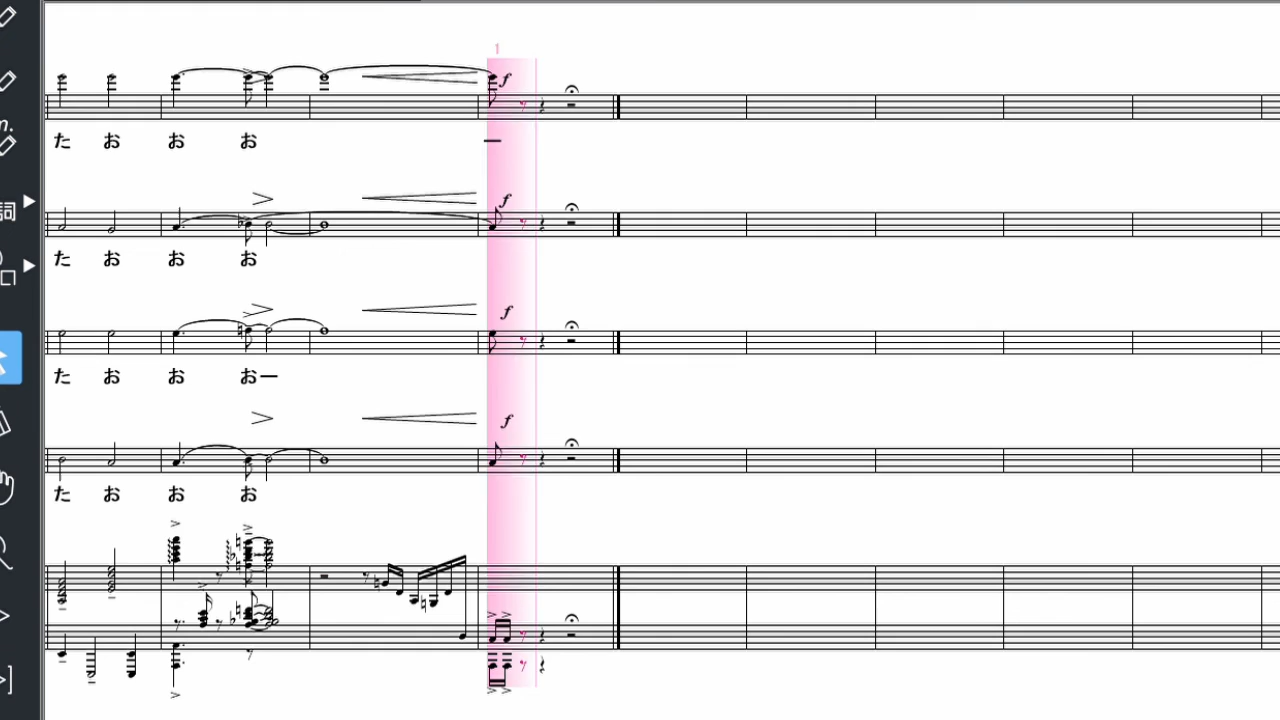 1
f
た お お お ー
f
た お お お
f
た お お おー
f
た お お お
n.
詞